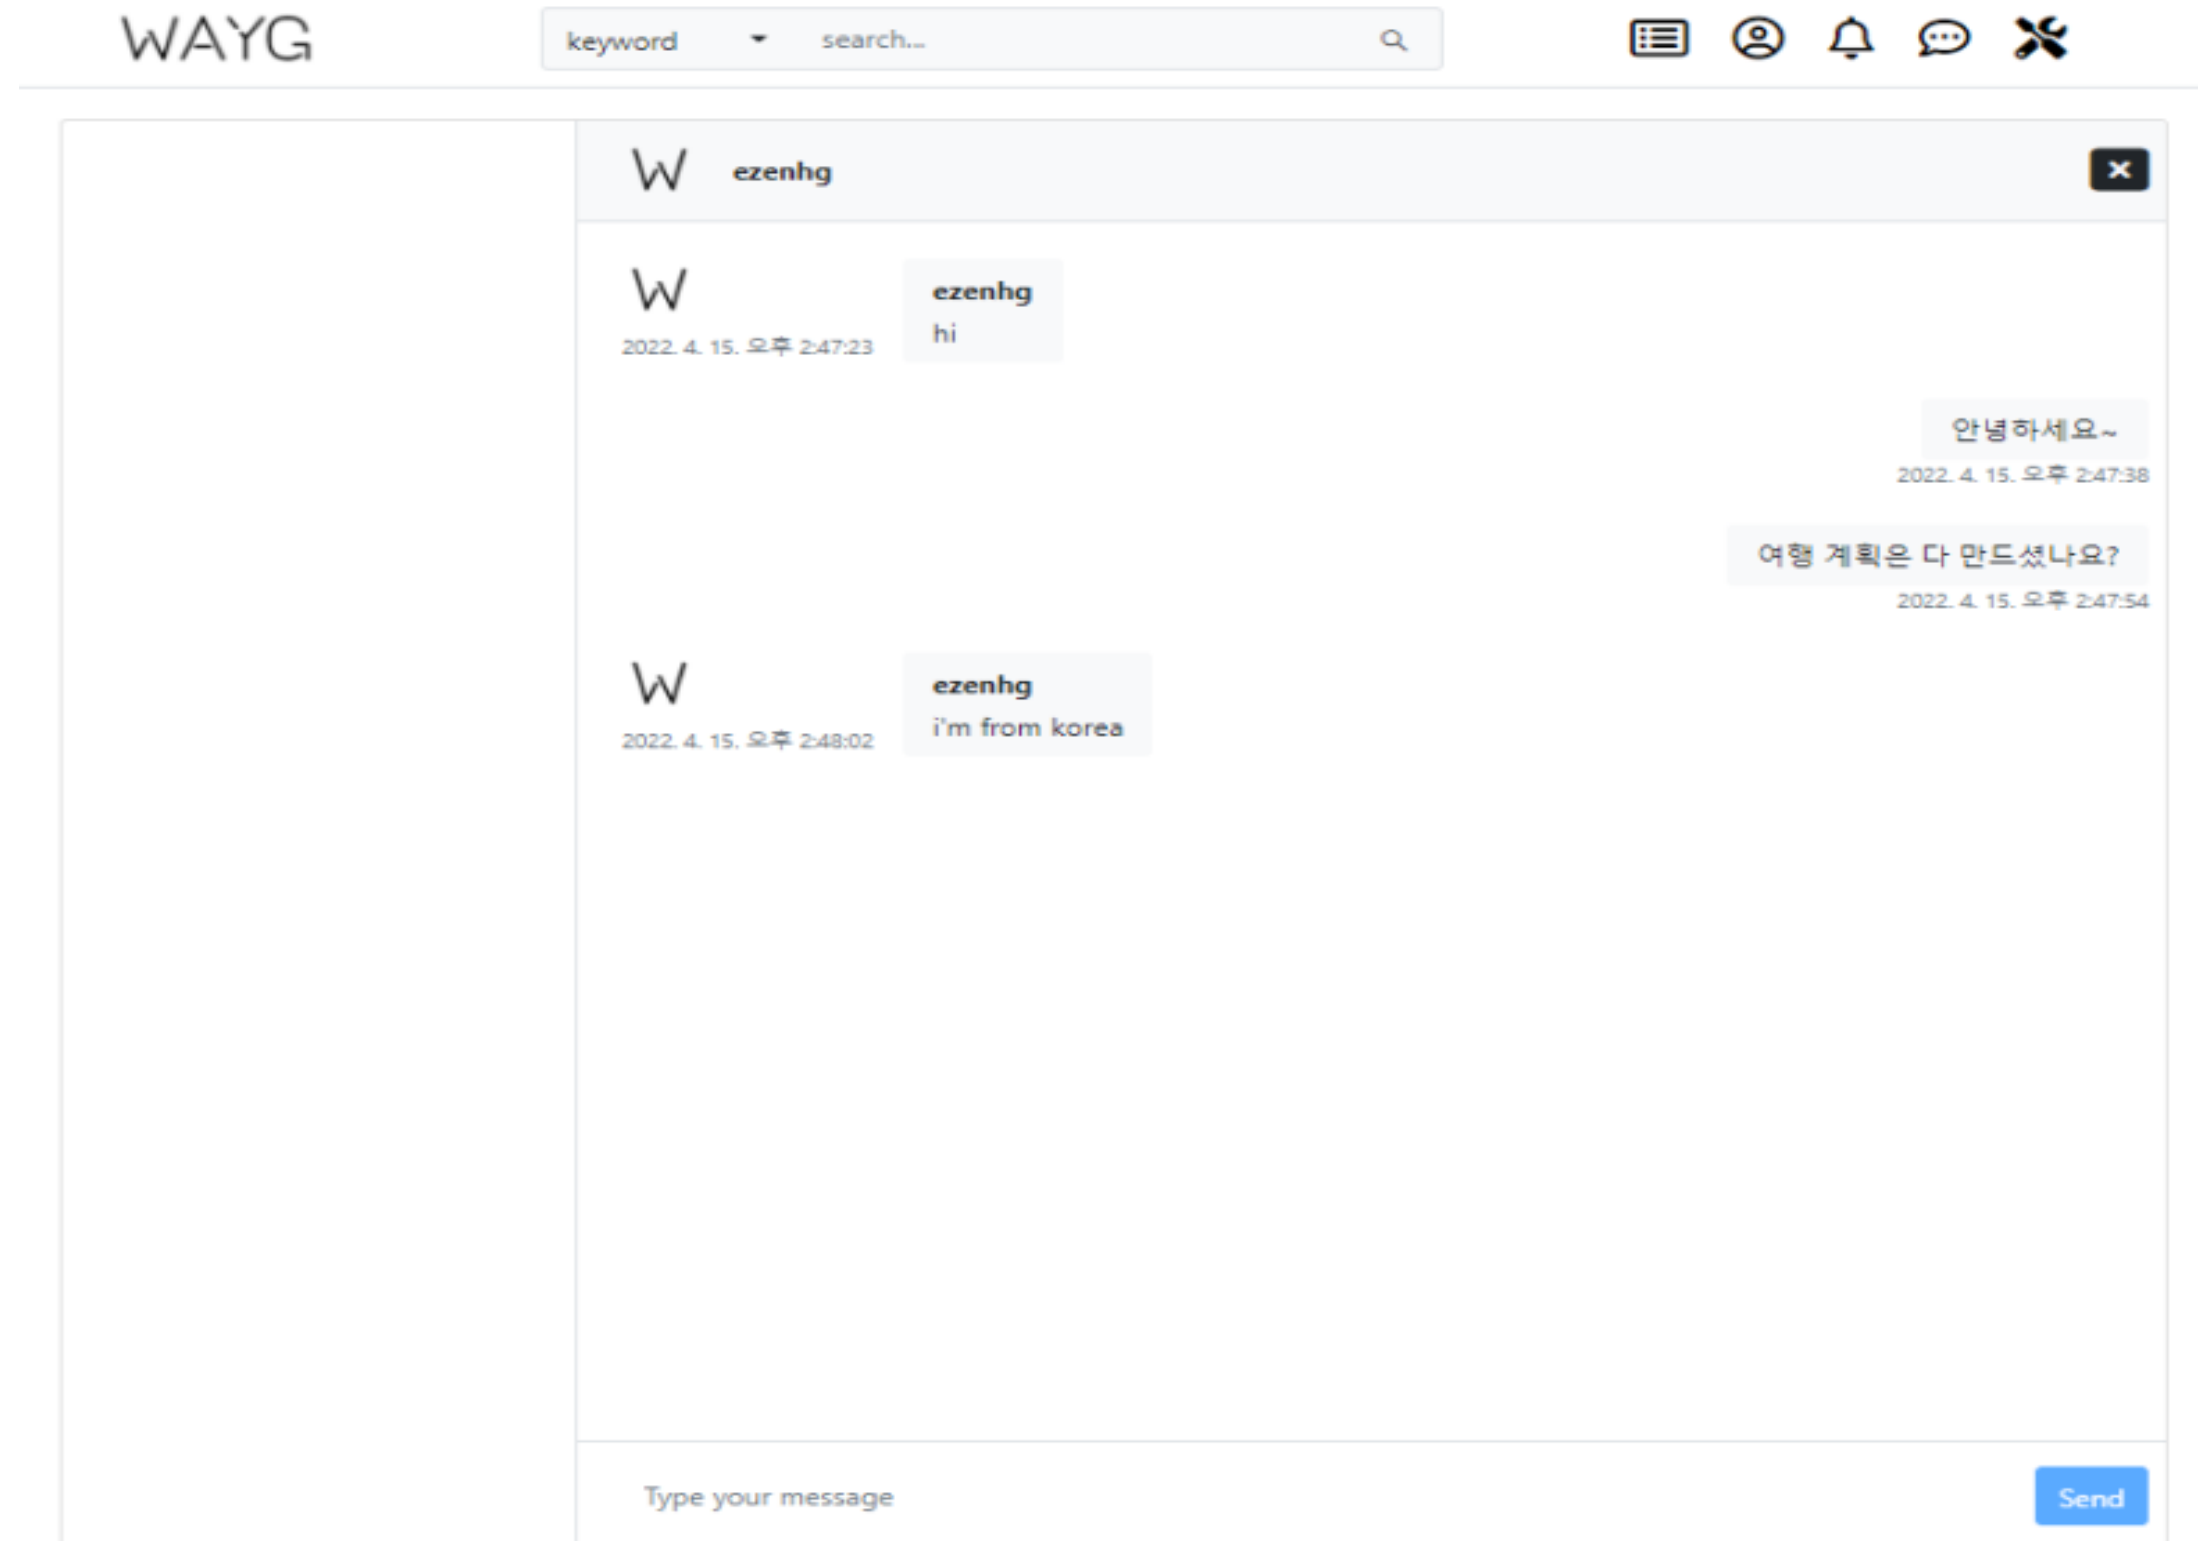 WAYG
keyword search...
W ezenhg
W
ezenhg
hi
2022. 4. 15. 오후 2:47:23
안녕하세요~
2022. 4. 15. 오후 2:47:38
여행 계획은 다 만드셨나요?
2022. 4. 15. 오후 2:47:54
W
ezenhg
i'm from korea
2022. 4. 15. 오후 2:48:02
Type your message Send